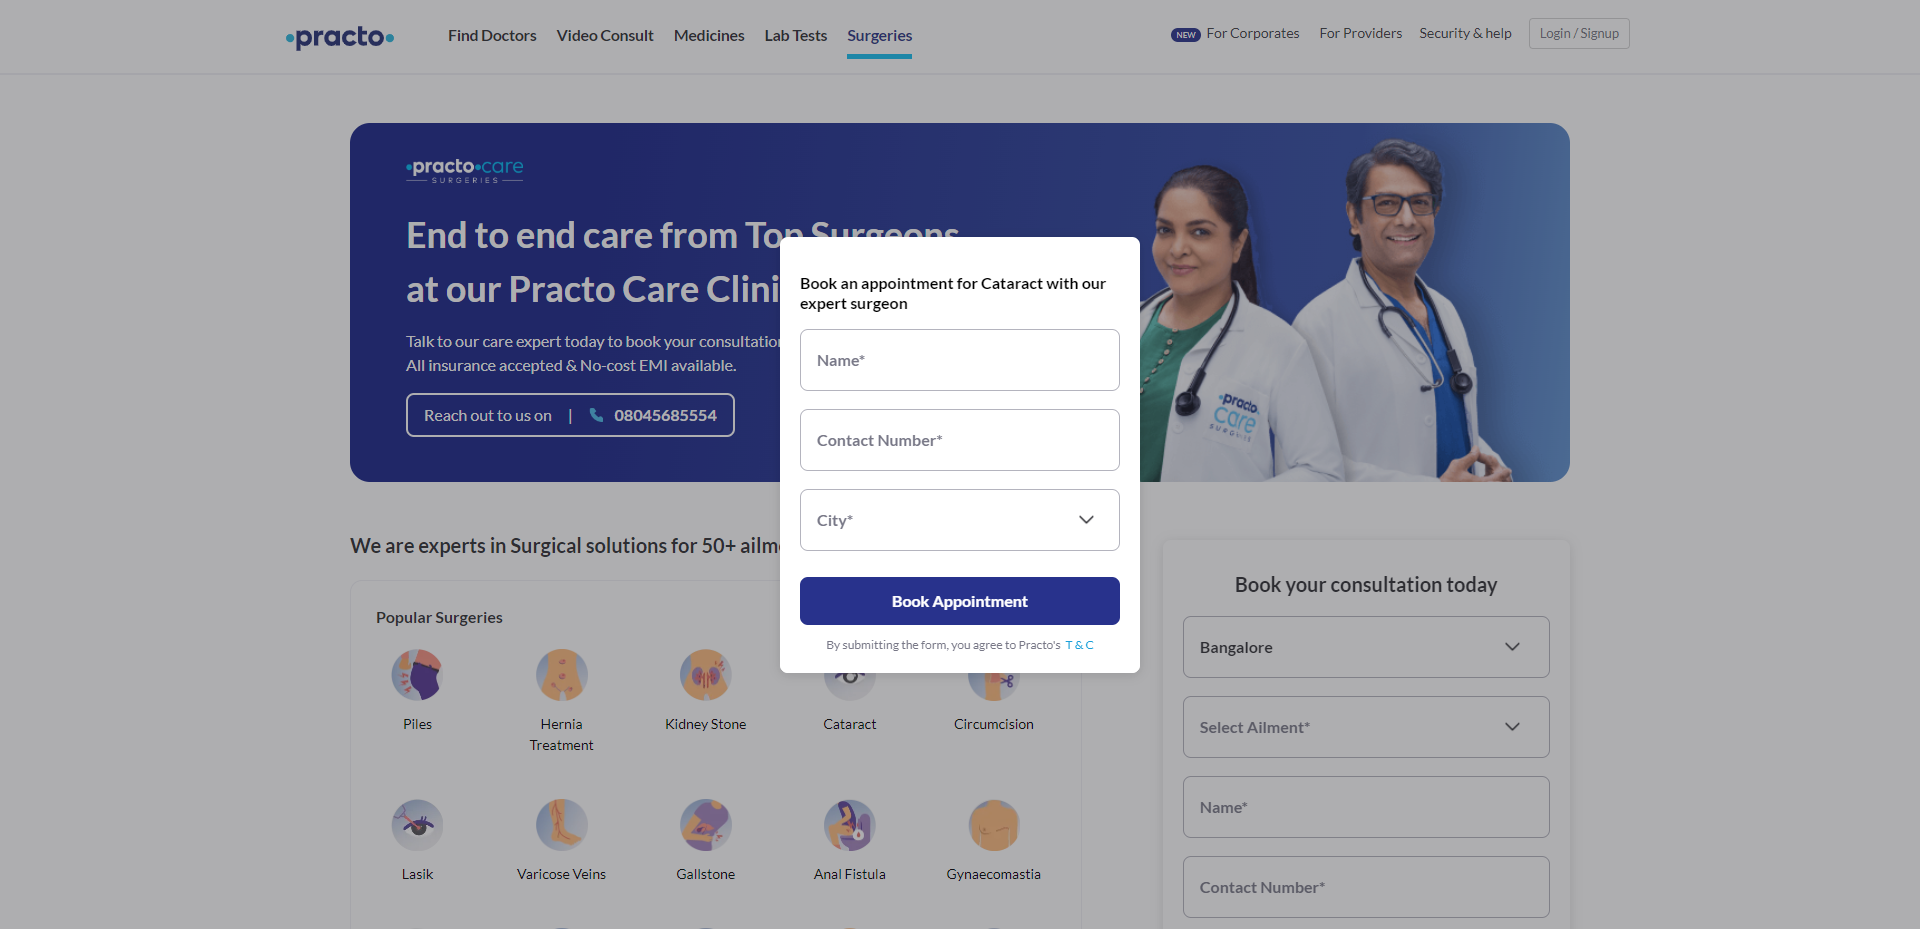 practo
Find Doctors
Video Consult
Medicines
Lab Tests
Surgeries
NEW For Corporates
For Providers
Security & help
Login / Signup
practo care
SURGERIES
End to end care from Top Surgeons
at our Practo Care Clini
Talk to our care expert today to book your consultation
All insurance accepted & No-cost EMI available.
Reach out to us on | 08045685554
practo
care
SURGERIES
Book an appointment for Cataract with our
expert surgeon
Name*
Contact Number*
City*
Book Appointment
By submitting the form, you agree to Practo's T & C
We are experts in Surgical solutions for 50+ ailm
Popular Surgeries
Piles
Hernia
Treatment
Kidney Stone
Cataract
Circumcision
Lasik
Varicose Veins
Gallstone
Anal Fistula
Gynaecomastia
Book your consultation today
Bangalore
Select Ailment*
Name*
Contact Number*